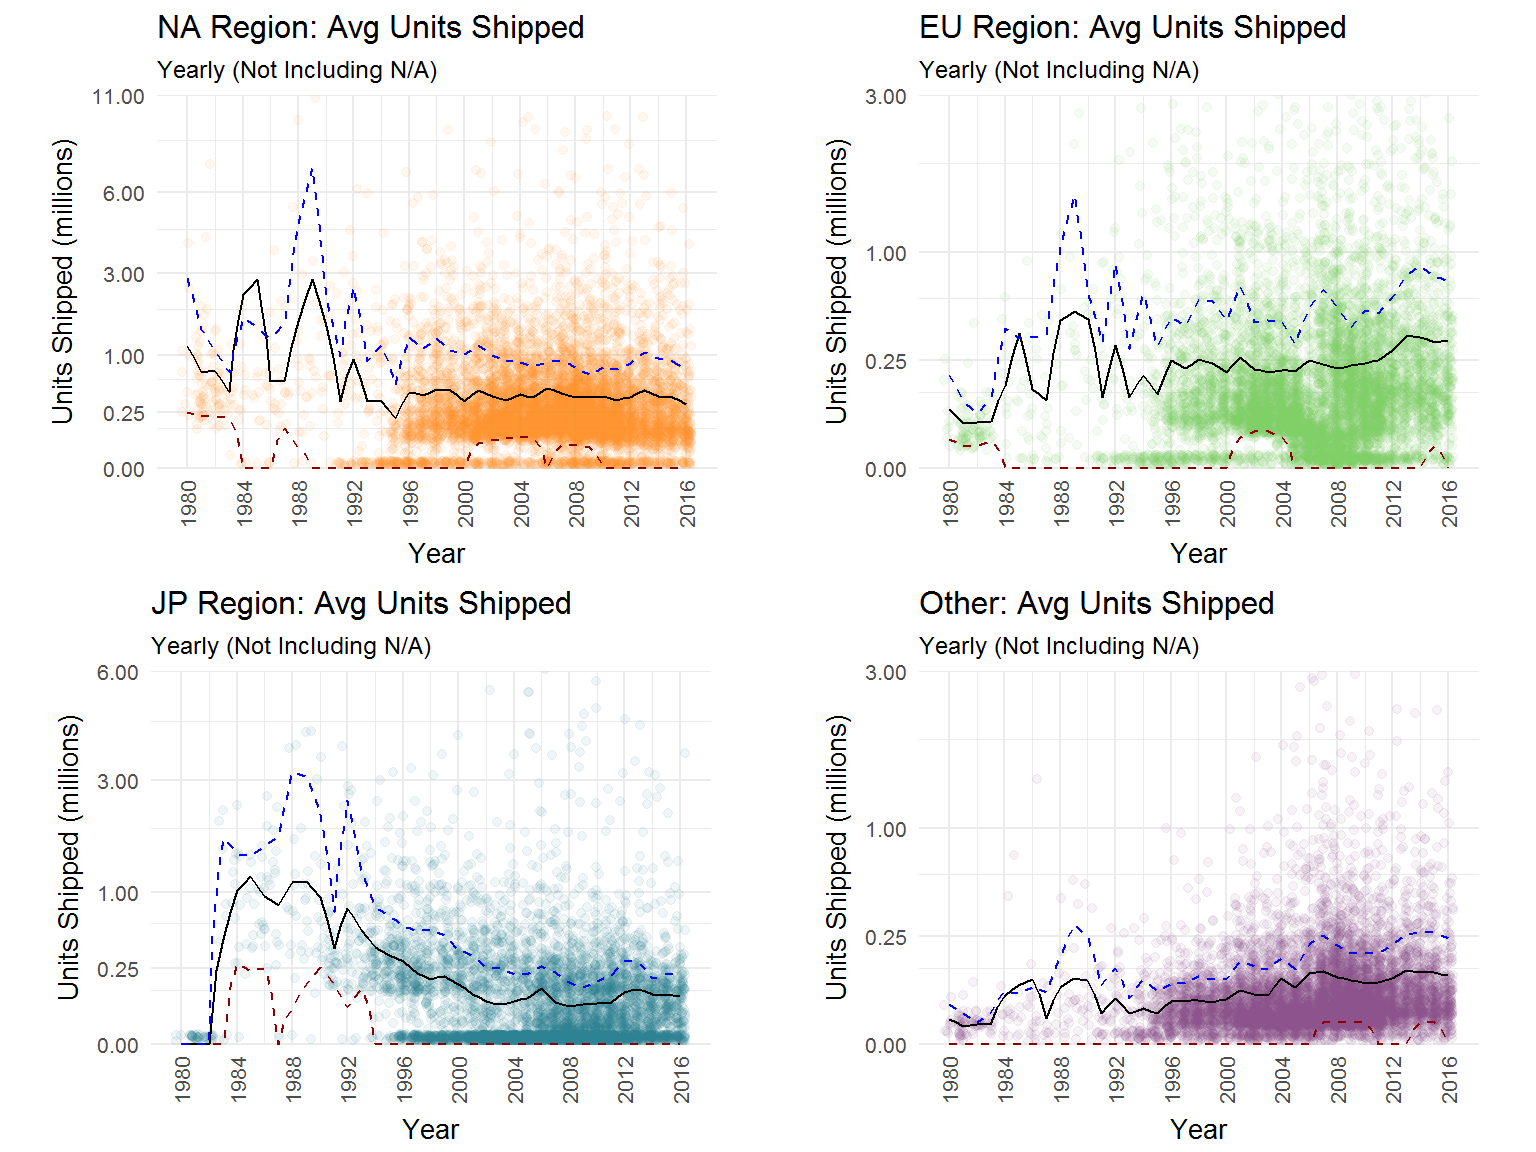 NA Region: Avg Units Shipped
Yearly (Not Including N/A)
Units Shipped (millions)
11.00
6.00
3.00
1.00
0.25
0.00
1980 1984 1988 1992 1996 2000 2004 2008 2012 2016
Year
EU Region: Avg Units Shipped
Yearly (Not Including N/A)
Units Shipped (millions)
3.00
1.00
0.25
0.00
1980 1984 1988 1992 1996 2000 2004 2008 2012 2016
Year
JP Region: Avg Units Shipped
Yearly (Not Including N/A)
Units Shipped (millions)
6.00
3.00
1.00
0.25
0.00
1980 1984 1988 1992 1996 2000 2004 2008 2012 2016
Year
Other: Avg Units Shipped
Yearly (Not Including N/A)
Units Shipped (millions)
3.00
1.00
0.25
0.00
1980 1984 1988 1992 1996 2000 2004 2008 2012 2016
Year